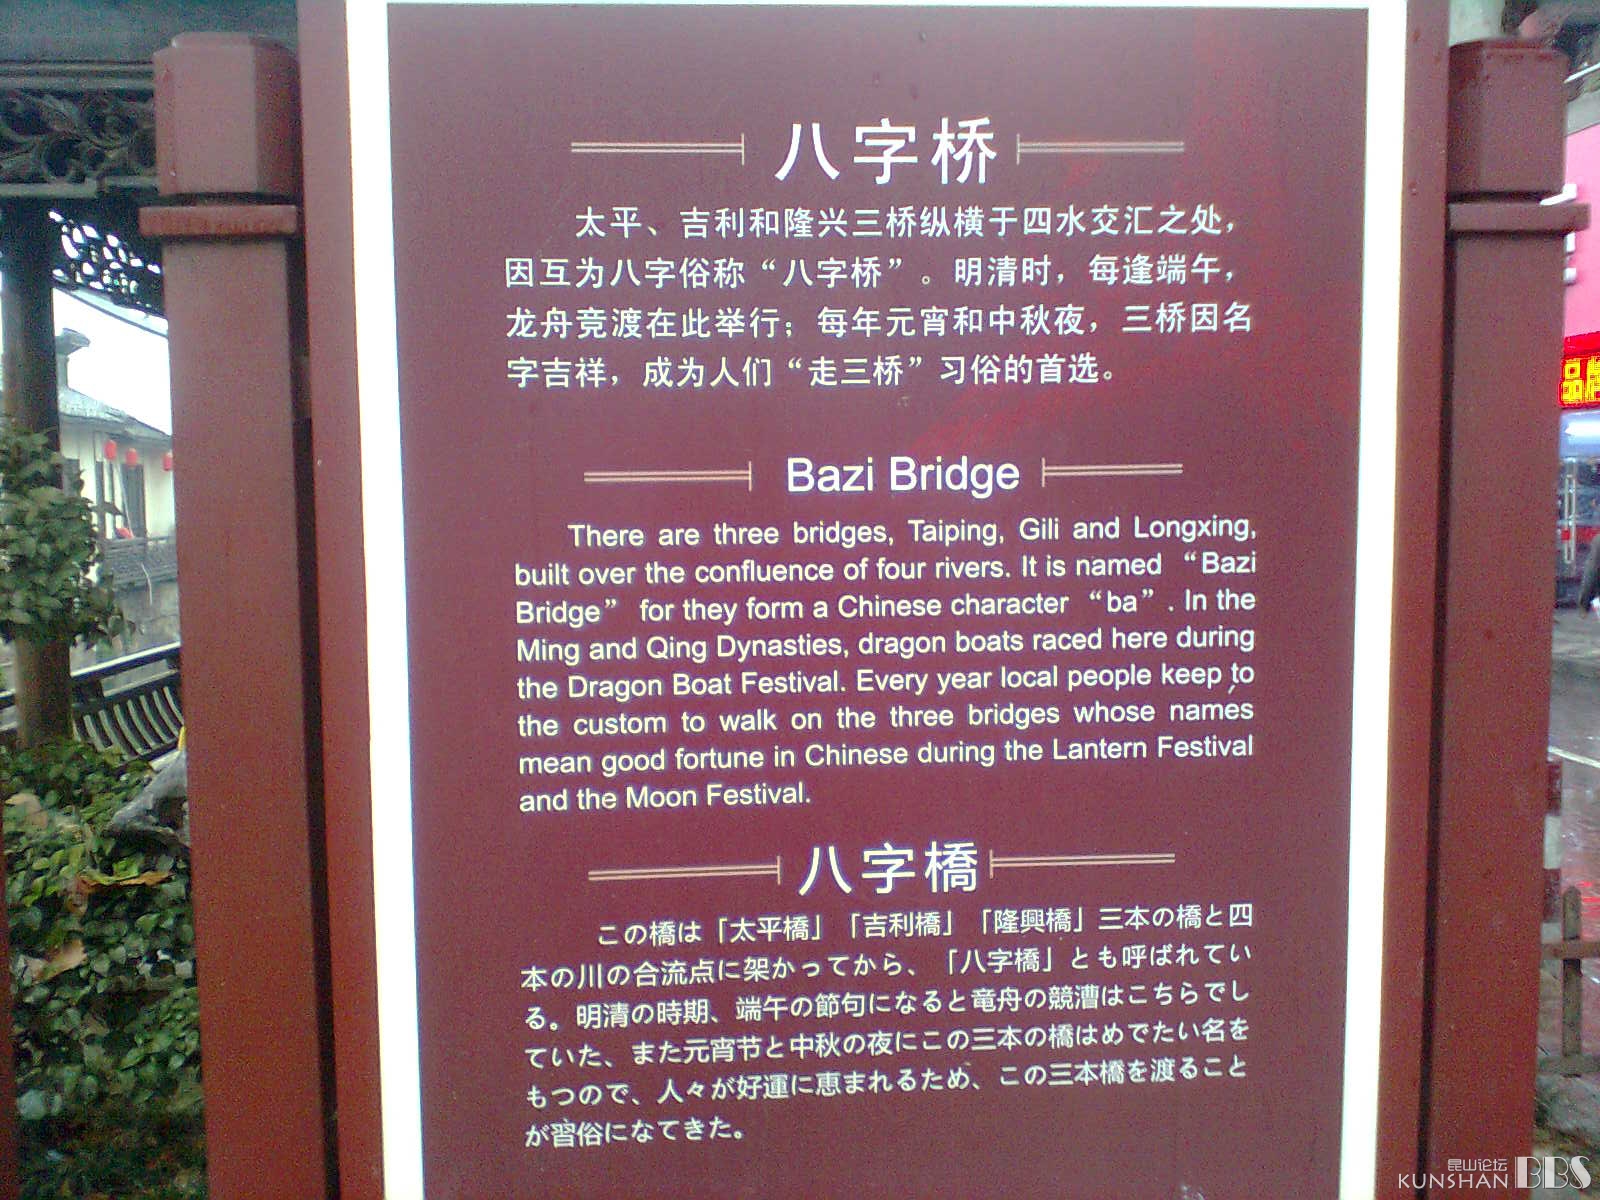 八字桥
太平、吉利和隆兴三桥纵横于四水交汇之处，
因互为八字俗称“八字桥”。明清时，每逢端午，
龙舟竞渡在此举行；每年元宵和中秋夜，三桥因名
字吉祥，成为人们“走三桥”习俗的首选。
Bazi Bridge
There are three bridges, Taiping, Gili and Longxing,
built over the confluence of four rivers. It is named “Bazi
Bridge” for they form a Chinese character “ba”. In the
Ming and Qing Dynasties, dragon boats raced here during
the Dragon Boat Festival. Every year local people keep to
the custom to walk on the three bridges whose names
mean good fortune in Chinese during the Lantern Festival
and the Moon Festival.
八字橋
この橋は「太平橋」「吉利橋」「隆興橋」三本の橋と四
本の川の合流点に架かってから、「八字橋」とも呼ばれてい
る。明清の時期、端午の節句になると竜舟の競漕はこちらでし
ていた、また元宵节と中秋の夜にこの三本の橋はめでたい名を
もつので、人々が好運に恵まれるため、この三本橋を渡ること
が習俗になてきた。
品牌
昆山论坛
KUNSHAN BBS